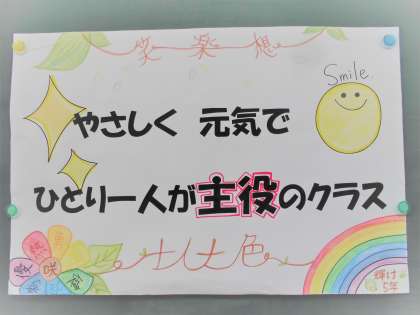 笑楽想
Smile
やさしく 元気で
ひとり一人が主役のクラス
十人十色
咲
輝け
5年